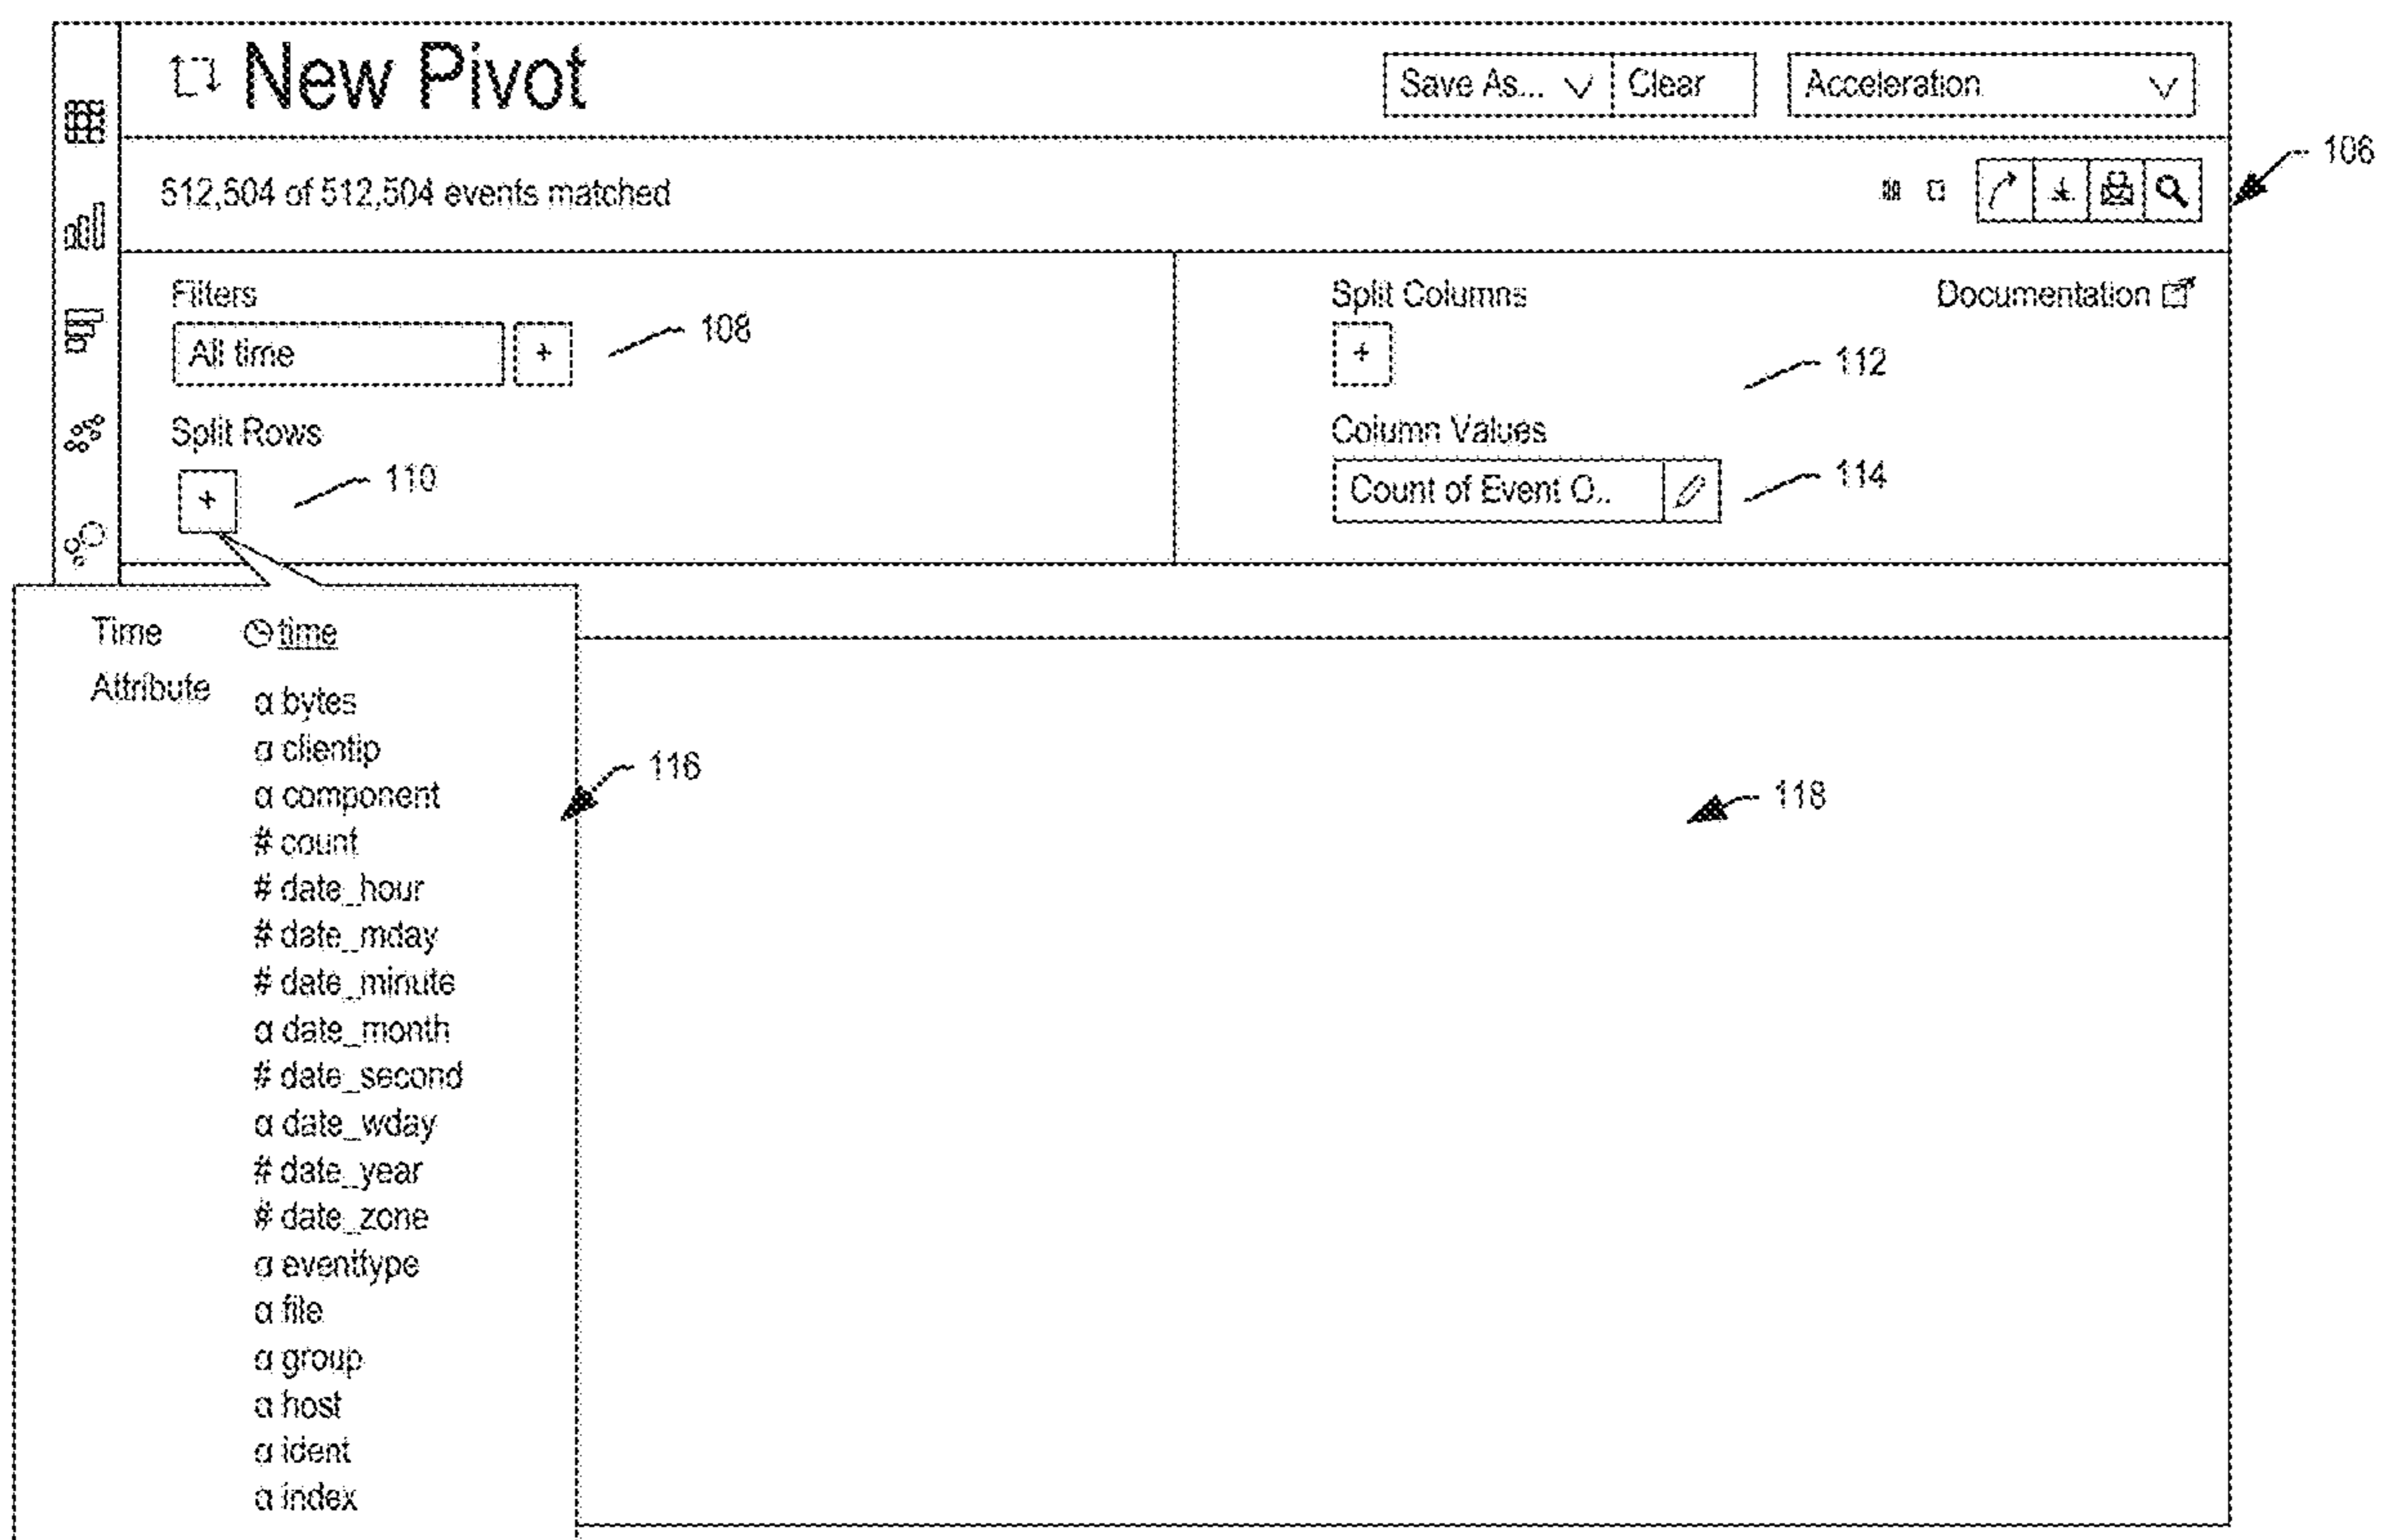 New Pivot
Save As... Clear
Acceleration
106
512,504 of 512,504 events matched
Filters
All time +
108
Split Columns
Documentation
+
112
Split Rows
+
110
Column Values
Count of Event O..
114
Time time
Attribute
α bytes
α clientip
α component
# count
# date_hour
# date_mday
# date_minute
α date_month
# date_second
α date_wday
# date_year
# date_zone
α eventtype
α file
α group
α host
α ident
α index
116
118